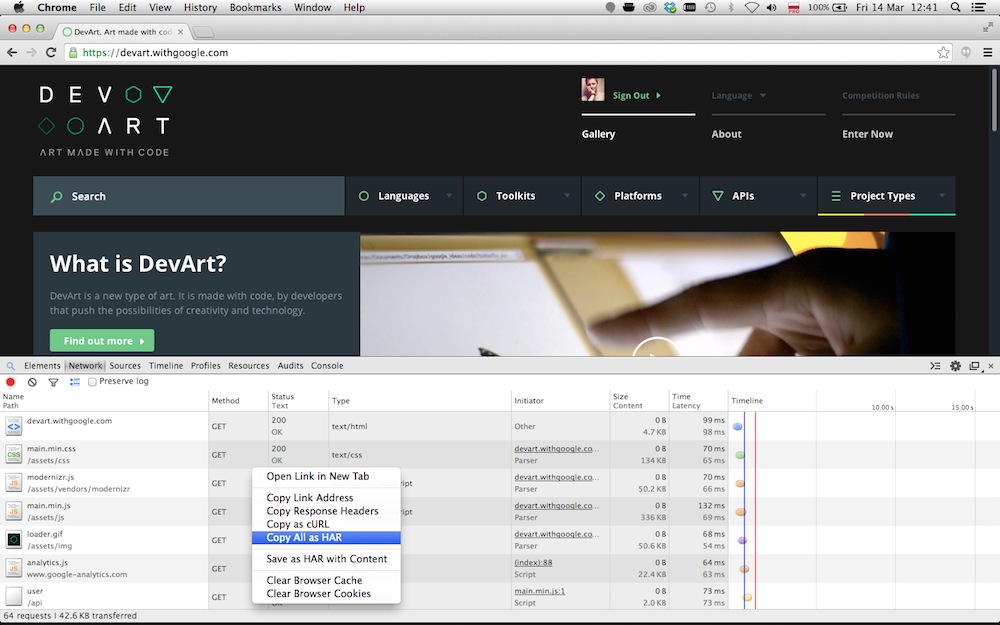 Chrome File Edit View History Bookmarks Window Help 100% Fri 14 Mar 12:41
DevArt. Art made with cod
https://devart.withgoogle.com
DEV
ART
ART MADE WITH CODE
Sign Out Language Competition Rules
Gallery About Enter Now
Search Languages Toolkits Platforms APIs Project Types
What is DevArt?
DevArt is a new type of art. It is made with code, by developers
that push the possibilities of creativity and technology.
Find out more
Elements Network Sources Timeline Profiles Resources Audits Console
Preserve log
Name Method Status Type Initiator Size Time Timeline
Path Text Content Latency 10.00 s 15.00 s
devart.withgoogle.com GET 200 text/html Other 0 B 99 ms
OK 4.7 KB 98 ms
main.min.css GET 200 text/css devart.withgoogle.co... 0 B 70 ms
/assets/css OK Parser 134 KB 65 ms
modernizr.js GET ript devart.withgoogle.co... 0 B 70 ms
/assets/vendors/modernizr Parser 50.2 KB 66 ms
main.min.js GET ript devart.withgoogle.co... 0 B 132 ms
/assets/js Parser 336 KB 69 ms
loader.gif GET devart.withgoogle.co... 0 B 68 ms
/assets/img Parser 50.6 KB 54 ms
analytics.js GET ript (index):88 0 B 64 ms
www.google-analytics.com Script 22.4 KB 63 ms
user GET main.min.js:1 0 B 73 ms
/api OK Script 2.0 KB 73 ms
Open Link in New Tab
Copy Link Address
Copy Response Headers
Copy as cURL
Copy All as HAR
Save as HAR with Content
Clear Browser Cache
Clear Browser Cookies
64 requests | 42.6 KB transferred